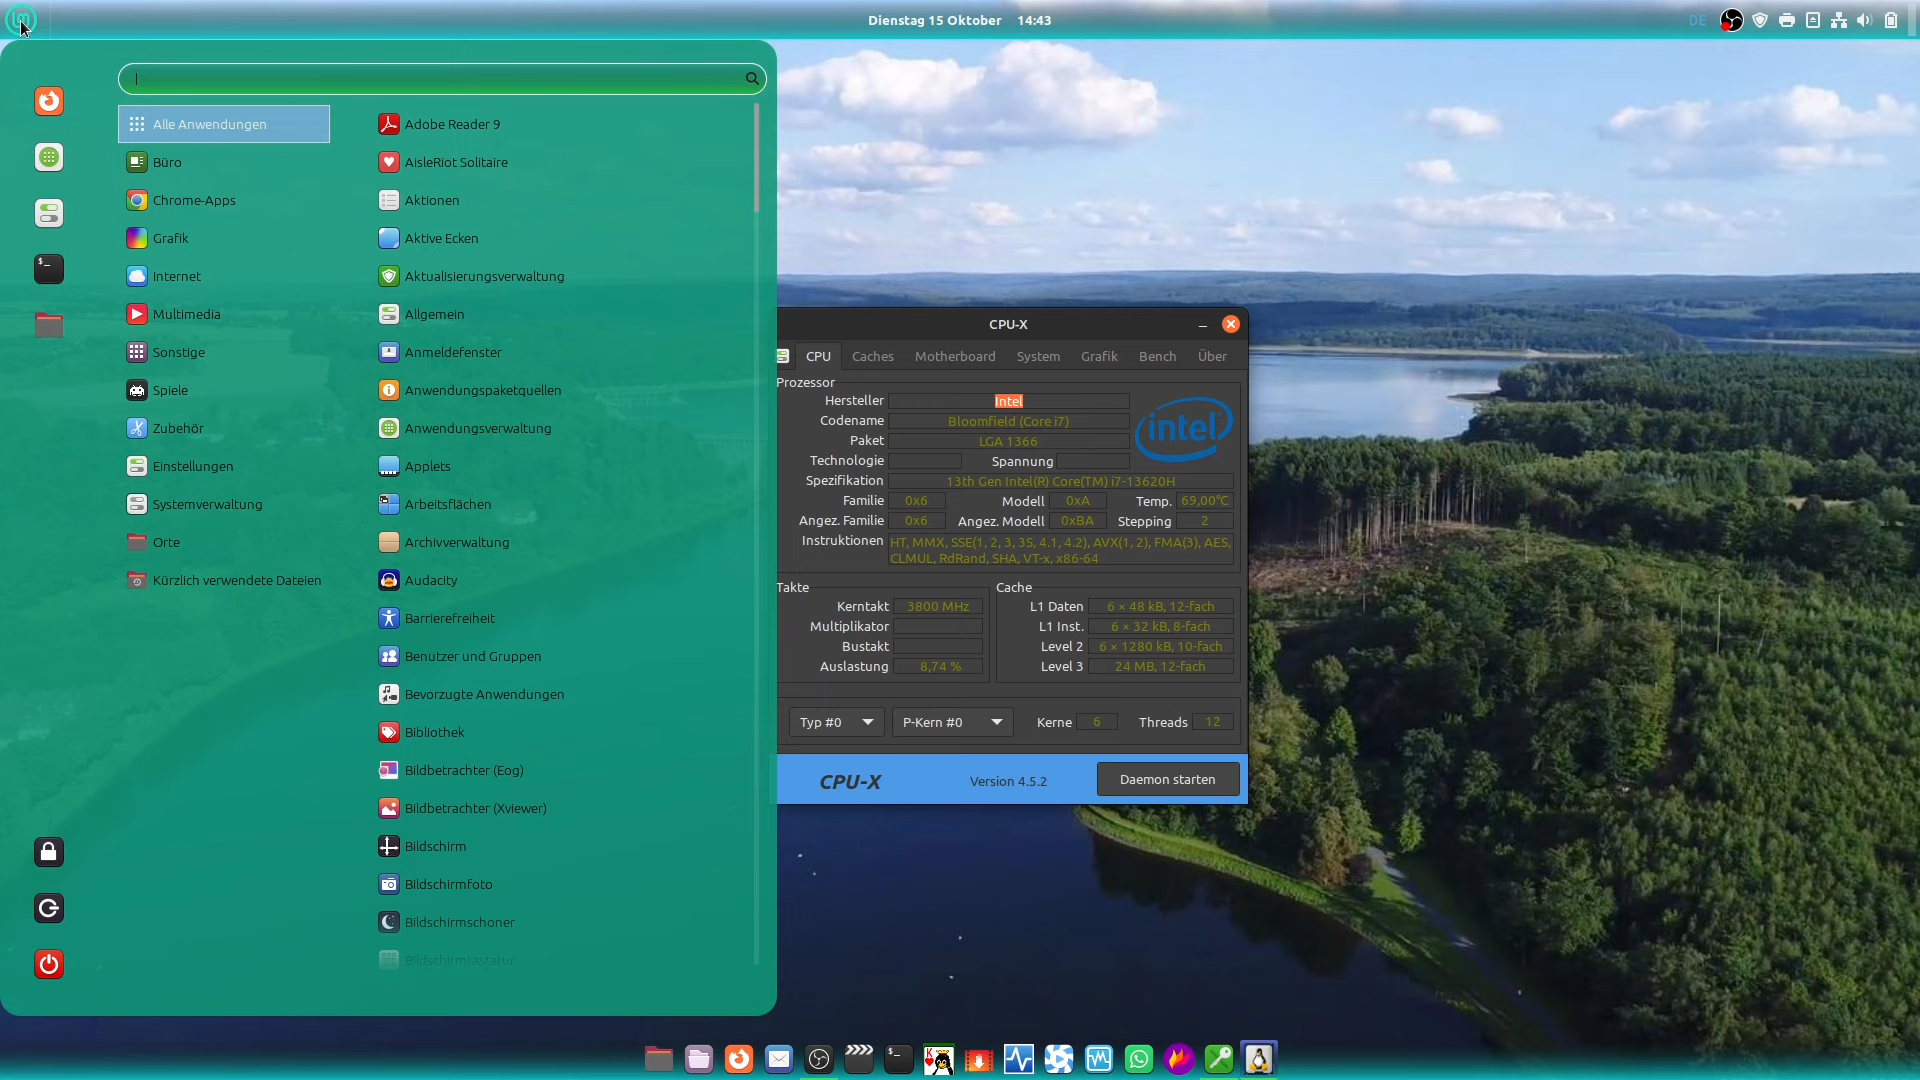 Dienstag 15 Oktober 14:43
DE
Alle Anwendungen
Büro
Chrome-Apps
Grafik
Internet
Multimedia
Sonstige
Spiele
Zubehör
Einstellungen
Systemverwaltung
Orte
Kürzlich verwendete Dateien
Adobe Reader 9
AisleRiot Solitaire
Aktionen
Aktive Ecken
Aktualisierungsverwaltung
Allgemein
Anmeldefenster
Anwendungspaketquellen
Anwendungsverwaltung
Applets
Arbeitsflächen
Archivverwaltung
Audacity
Barrierefreiheit
Benutzer und Gruppen
Bevorzugte Anwendungen
Bibliothek
Bildbetrachter (Eog)
Bildbetrachter (Xviewer)
Bildschirm
Bildschirmfoto
Bildschirmschoner
Bildschirmtastatur
CPU-X
CPU Caches Motherboard System Grafik Bench Über
Prozessor
Hersteller Intel
Codename Bloomfield (Core i7)
Paket LGA 1366
intel
Technologie Spannung
Spezifikation 13th Gen Intel(R) Core(TM) i7-13620H
Familie 0x6 Modell 0xA Temp. 69,00°C
Angez. Familie 0x6 Angez. Modell 0xBA Stepping 2
Instruktionen HT, MMX, SSE(1, 2, 3, 3S, 4.1, 4.2), AVX(1, 2), FMA(3), AES,
CLMUL, RdRand, SHA, VT-x, x86-64
Takte
Kerntakt 3800 MHz
Multiplikator
Bustakt
Auslastung 8,74 %
Cache
L1 Daten 6 × 48 kB, 12-fach
L1 Inst. 6 × 32 kB, 8-fach
Level 2 6 × 1280 kB, 10-fach
Level 3 24 MB, 12-fach
Typ #0 P-Kern #0 Kerne 6 Threads 12
CPU-X Version 4.5.2 Daemon starten